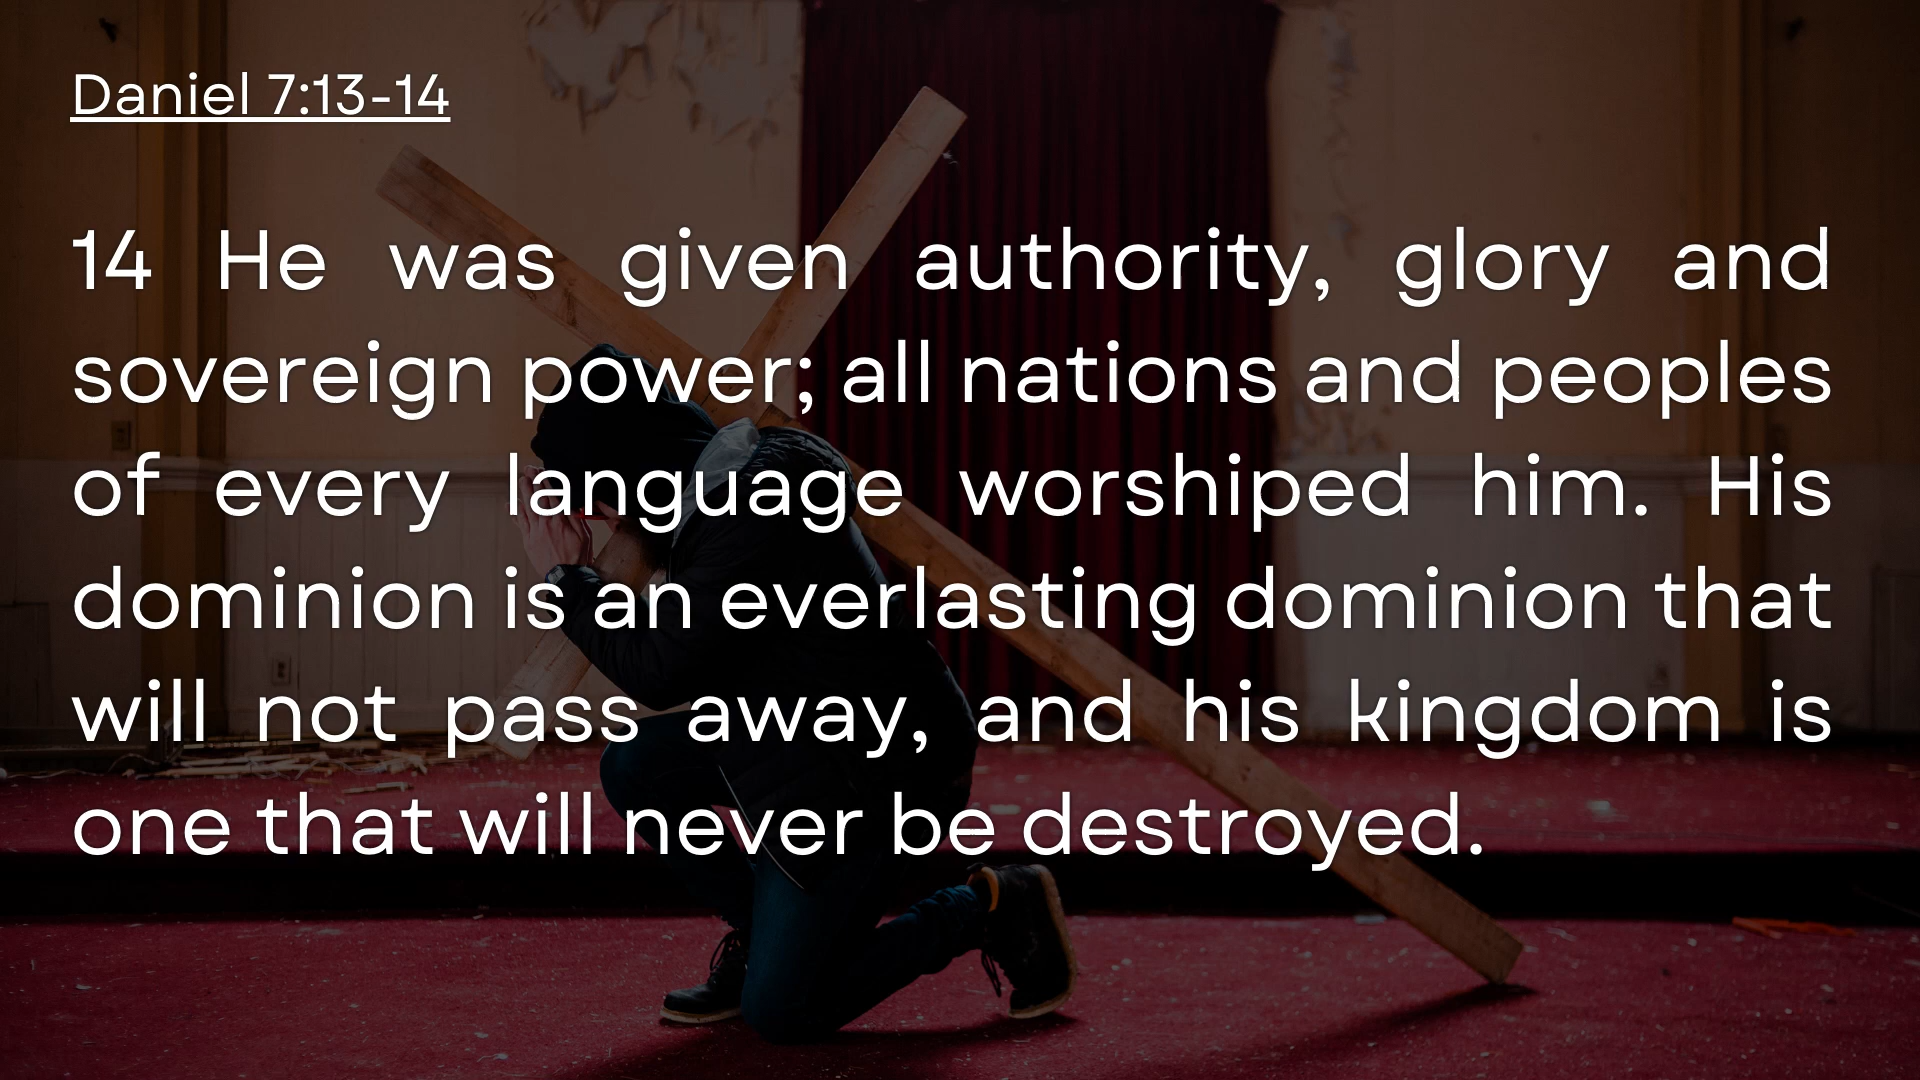 Daniel 7:13-14
14 He was given authority, glory and
sovereign power; all nations and peoples
of every language worshiped him. His
dominion is an everlasting dominion that
will not pass away, and his kingdom is
one that will never be destroyed.